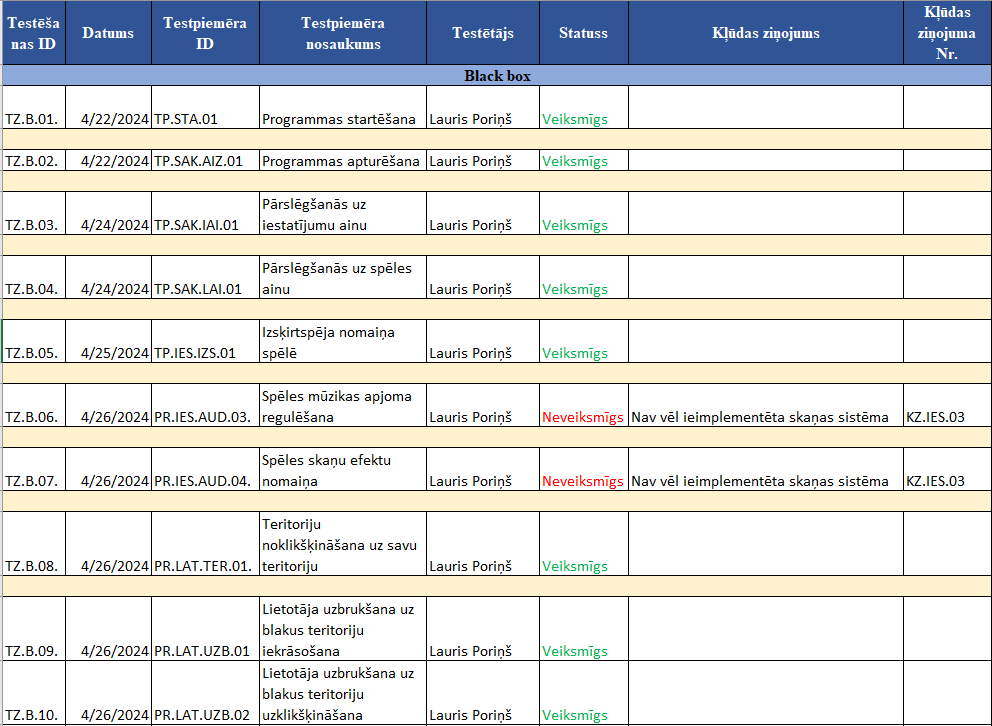 Testēša
nas ID
Datums
Testpiemēra
ID
Testpiemēra
nosaukums
Testētājs
Statuss
Kļūdas ziņojums
Kļūdas
ziņojuma
Nr.
Black box
TZ.B.01. 4/22/2024 TP.STA.01 Programmas startēšana Lauris Poriņš Veiksmīgs
TZ.B.02. 4/22/2024 TP.SAK.AIZ.01 Programmas apturēšana Lauris Poriņš Veiksmīgs
Pārslēgšanās uz
TZ.B.03. 4/24/2024 TP.SAK.IAI.01 iestatījumu ainu Lauris Poriņš Veiksmīgs
Pārslēgšanās uz spēles
TZ.B.04. 4/24/2024 TP.SAK.LAI.01 ainu Lauris Poriņš Veiksmīgs
Izsķirtspēja nomaiņa
TZ.B.05. 4/25/2024 TP.IES.IZS.01 spēlē Lauris Poriņš Veiksmīgs
Spēles mūzikas apjoma
TZ.B.06. 4/26/2024 PR.IES.AUD.03. regulēšana Lauris Poriņš Neveiksmīgs Nav vēl ieimplementēta skaņas sistēma KZ.IES.03
Spēles skaņu efektu
TZ.B.07. 4/26/2024 PR.IES.AUD.04. nomaiņa Lauris Poriņš Neveiksmīgs Nav vēl ieimplementēta skaņas sistēma KZ.IES.03
Teritoriju
noklikšķināšana uz savu
TZ.B.08. 4/26/2024 PR.LAT.TER.01. teritoriju Lauris Poriņš Veiksmīgs
Lietotāja uzbrukšana uz
blakus teritoriju
TZ.B.09. 4/26/2024 PR.LAT.UZB.01 iekrāsošana Lauris Poriņš Veiksmīgs
Lietotāja uzbrukšana uz
blakus teritoriju
TZ.B.10. 4/26/2024 PR.LAT.UZB.02 uzklikšķināšana Lauris Poriņš Veiksmīgs